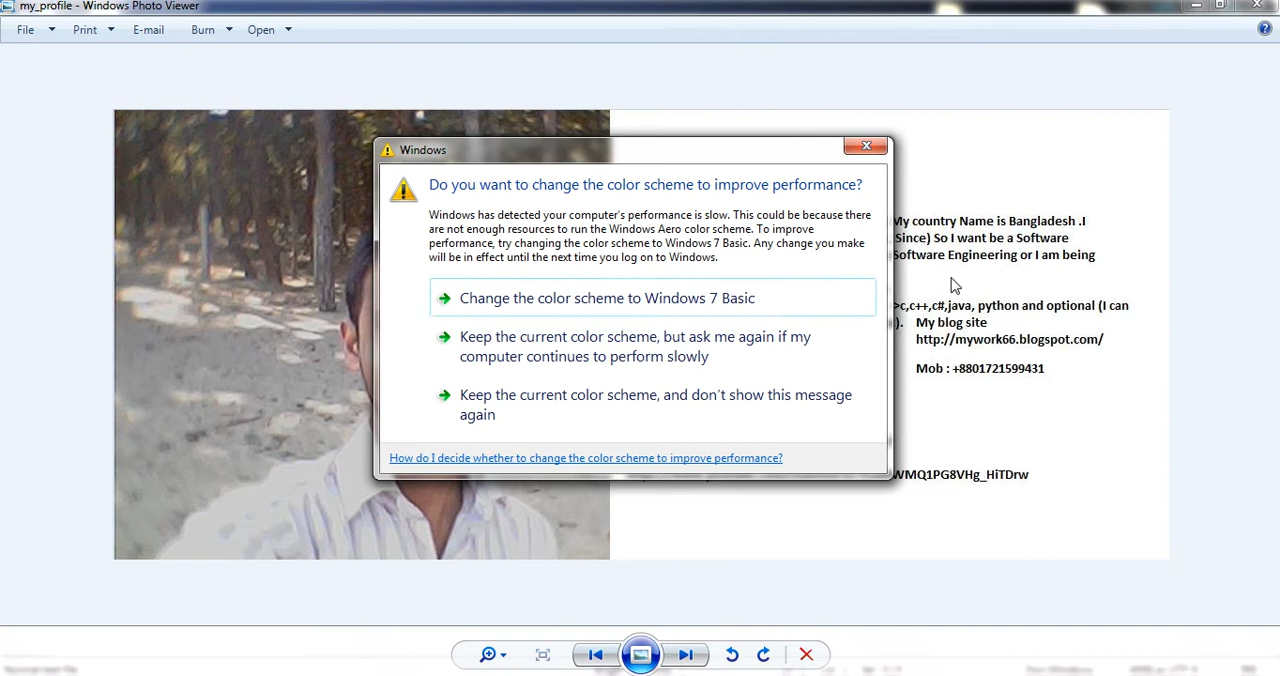 my_profile - Windows Photo Viewer
File Print E-mail Burn Open
Windows
Do you want to change the color scheme to improve performance?
Windows has detected your computer's performance is slow. This could be because there
are not enough resources to run the Windows Aero color scheme. To improve
performance, try changing the color scheme to Windows 7 Basic. Any change you make
will be in effect until the next time you log on to Windows.
Change the color scheme to Windows 7 Basic
Keep the current color scheme, but ask me again if my
computer continues to perform slowly
Keep the current color scheme, and don't show this message
again
How do I decide whether to change the color scheme to improve performance?
My country Name is Bangladesh .I
(Since) So I want be a Software
Software Engineering or I am being
>c,c++,c#,java, python and optional (I can
). My blog site
http://mywork66.blogspot.com/
Mob : +8801721599431
WMQ1PG8VHg_HiTDrw